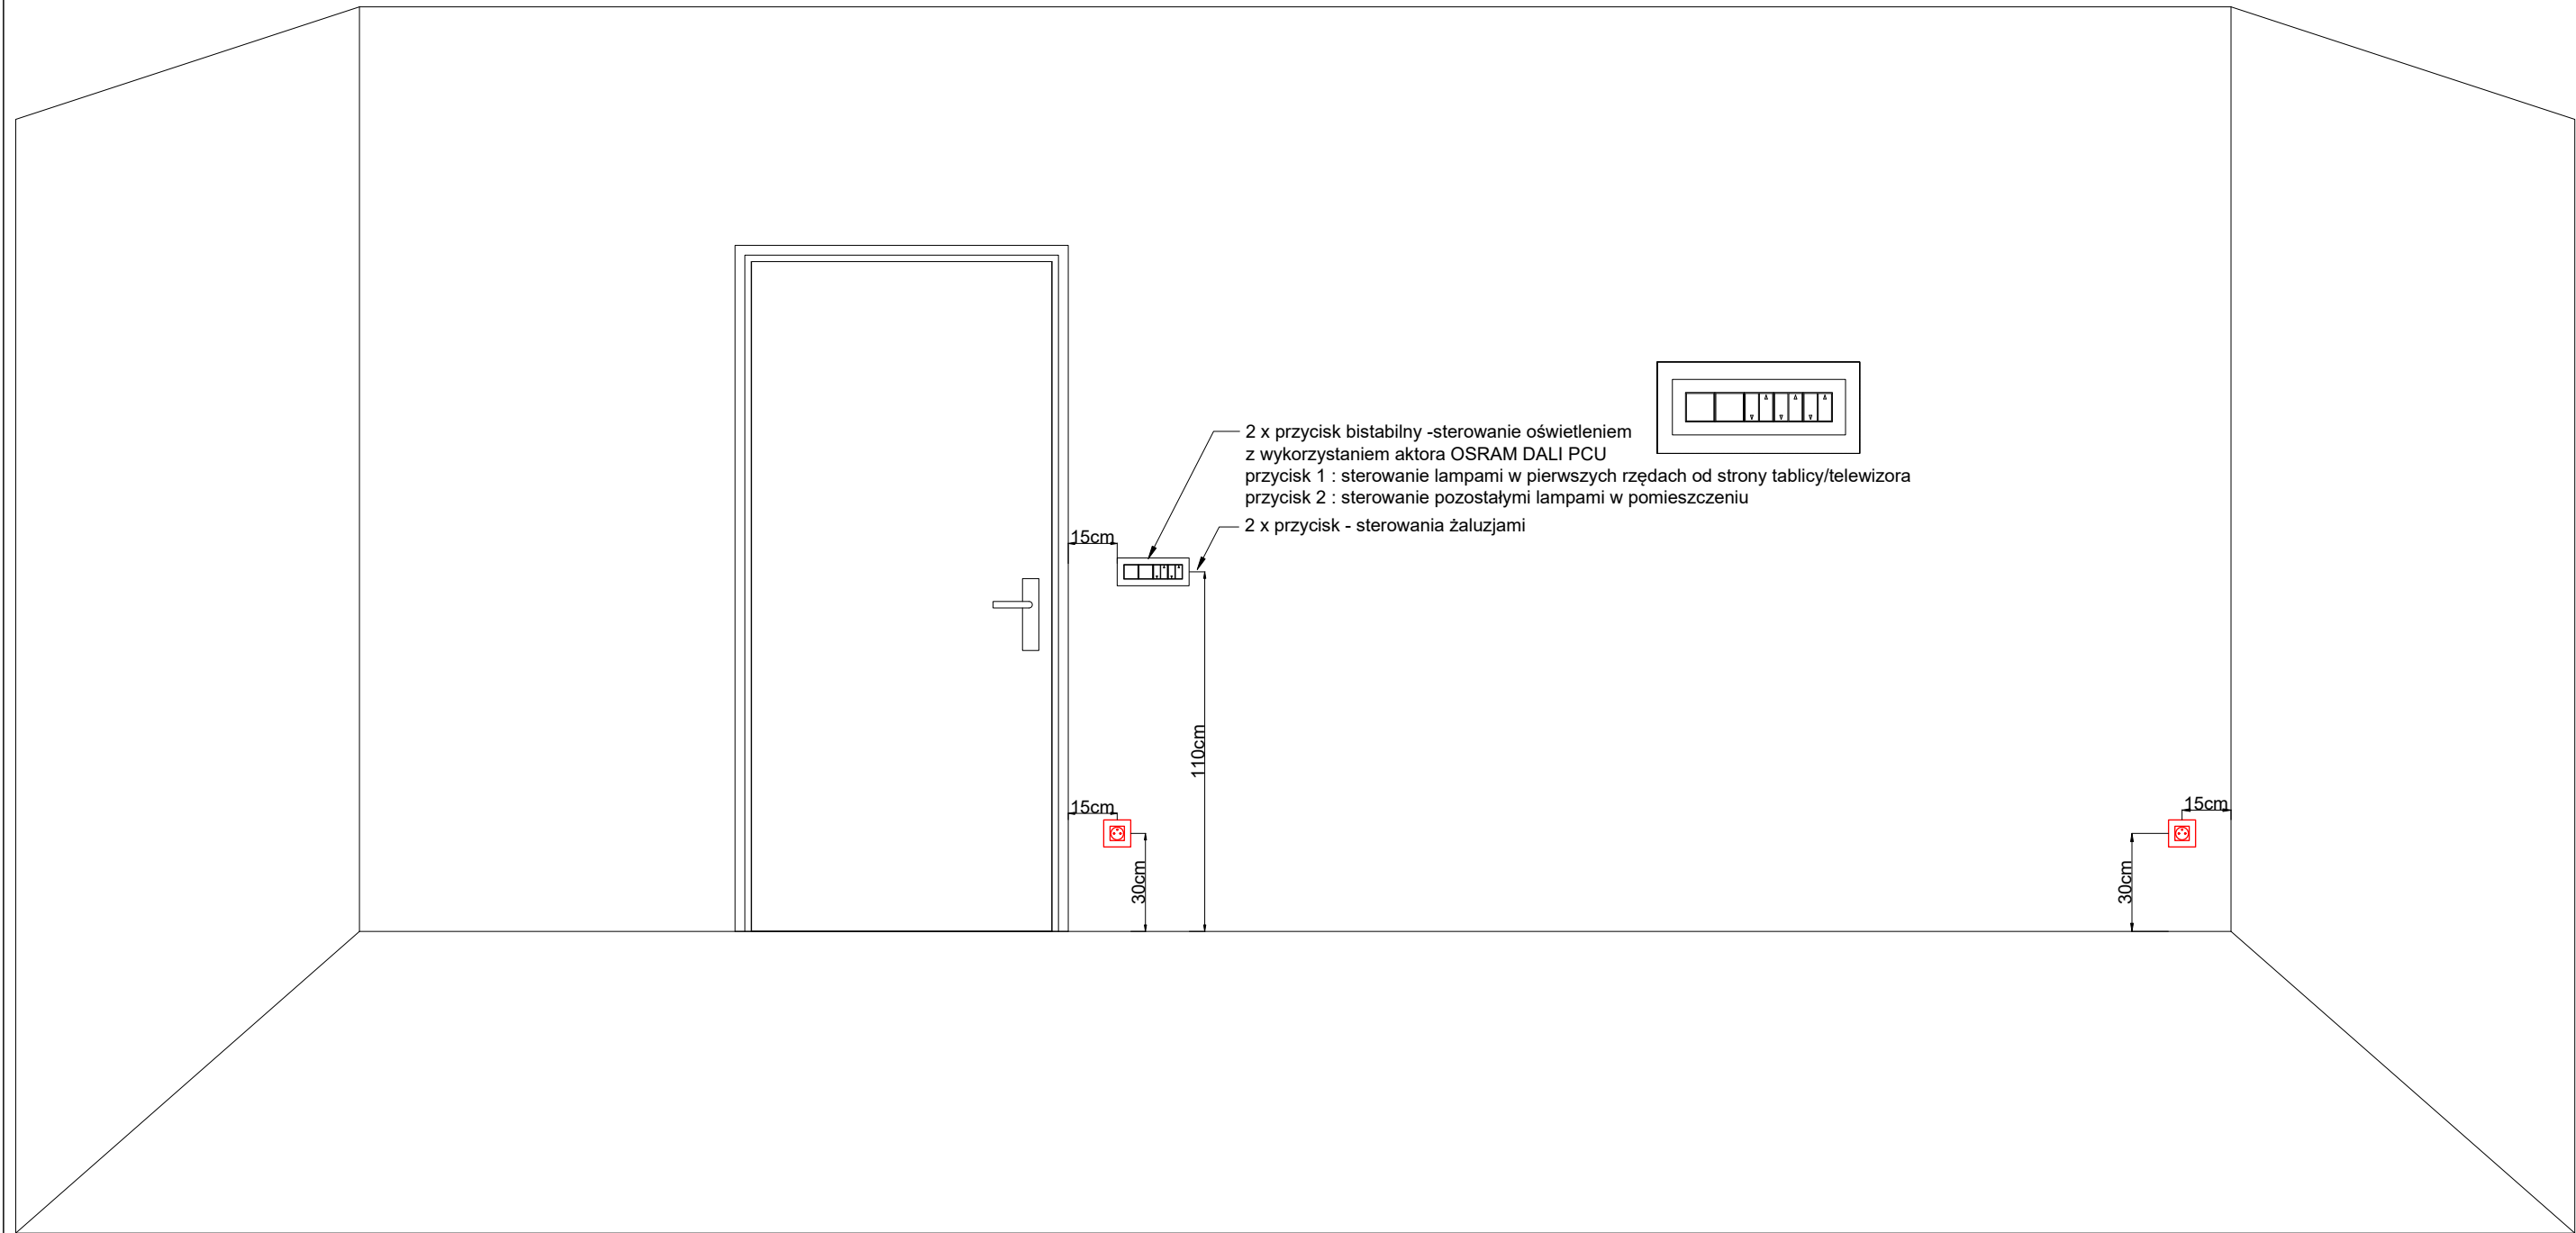 2 x przycisk bistabilny -sterowanie oświetleniem
z wykorzystaniem aktora OSRAM DALI PCU
przycisk 1 : sterowanie lampami w pierwszych rzędach od strony tablicy/telewizora
przycisk 2 : sterowanie pozostałymi lampami w pomieszczeniu
2 x przycisk - sterowania żaluzjami
15cm
110cm
15cm
30cm
15cm
30cm